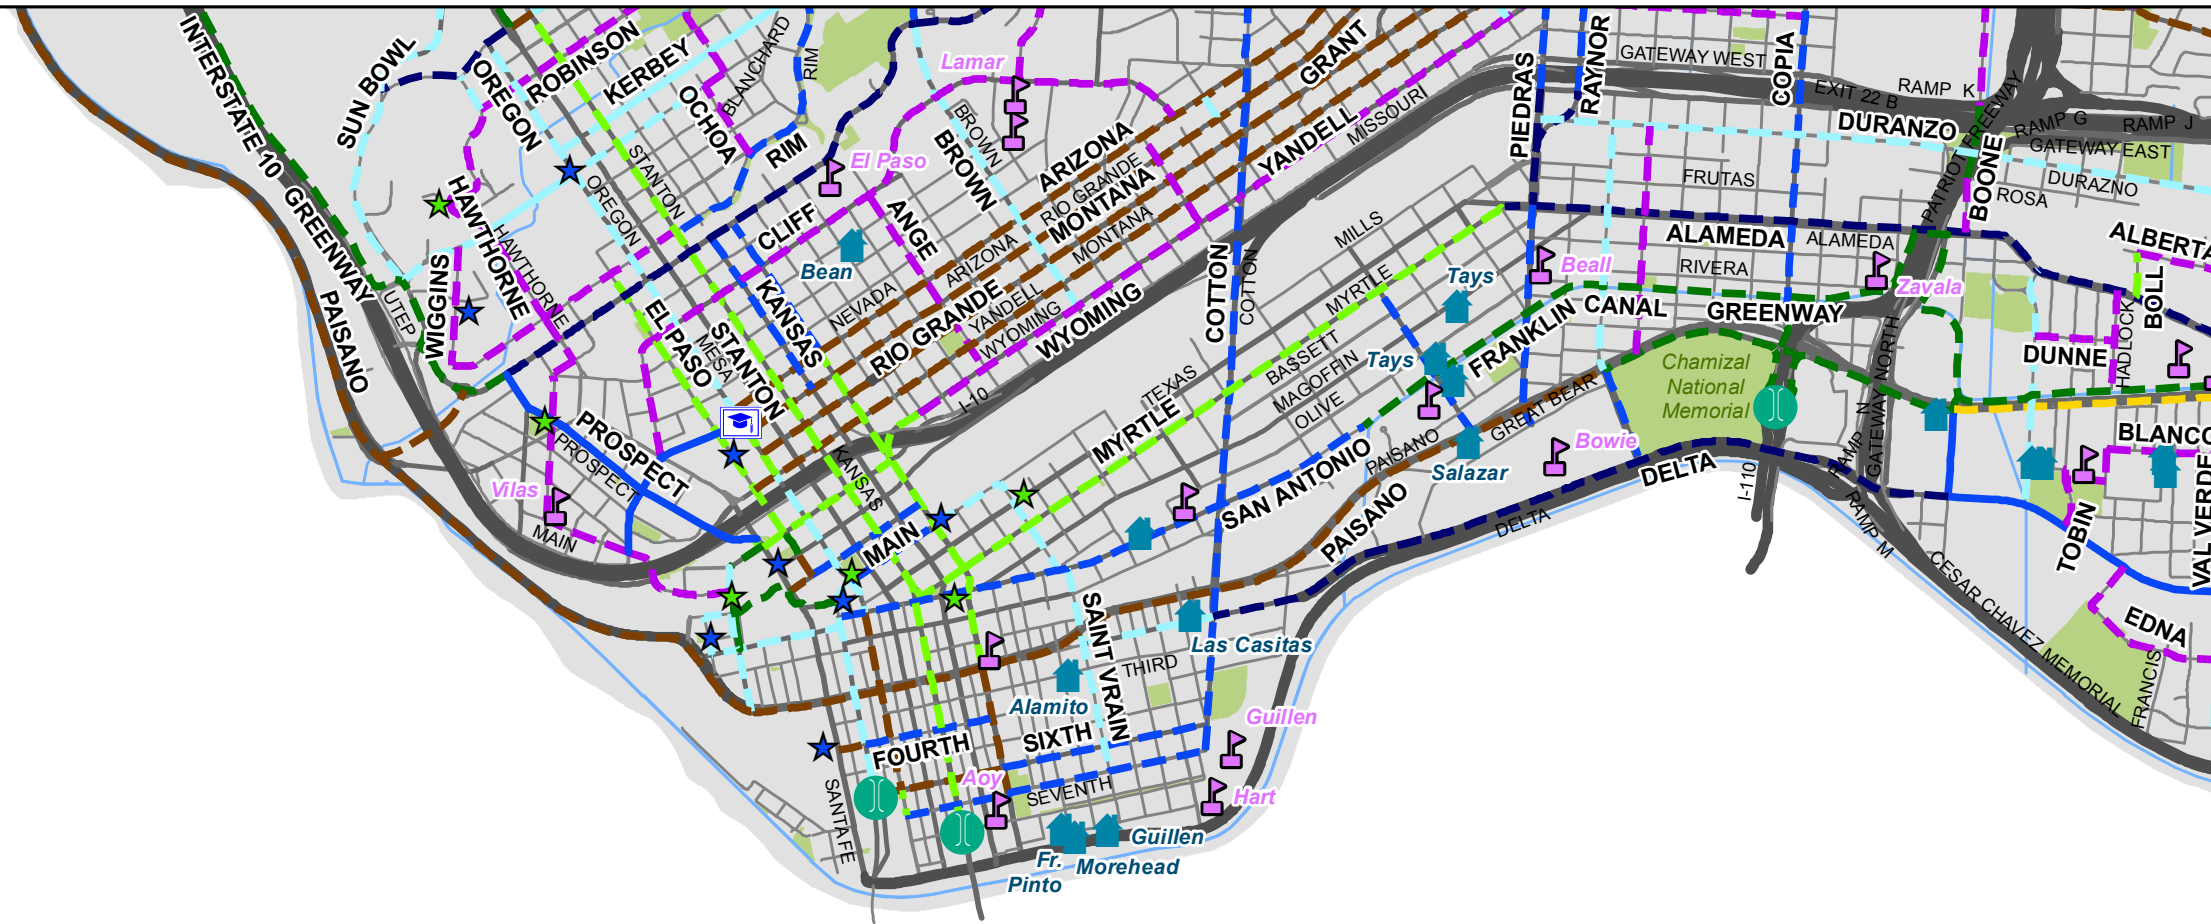 INTERSTATE 10 GREENWAY
SUN BOWL
OREGON
ROBINSON
KERBEY
OCHOA
BLANCHARD
RIM
RIM
Lamar
BROWN
BROWN
GRANT
ARIZONA
RIO GRANDE
MONTANA
MONTANA
YANDELL
MISSOURI
PIEDRAS
RAYNOR
GATEWAY WEST
COPIA
EXIT 22 B
RAMP K
PATRIOT FREEWAY
RAMP G
RAMP J
DURANZO
GATEWAY EAST
BOONE
DURAZNO
ROSA
FRUTAS
El Paso
STANTON
OREGON
HAWTHORNE
HAWTHORNE
WIGGINS
UTEP
PAISANO
CLIFF
ANGE
Bean
KANSAS
EL PASO
MESA
STANTON
NEVADA
ARIZONA
RIO GRANDE
YANDELL
WYOMING
WYOMING
I-10
COTTON
COTTON
MILLS
MYRTLE
Tays
Beall
ALAMEDA
ALAMEDA
RIVERA
Zavala
ALBERTA
BOLL
HADLOCK
DUNNE
FRANKLIN
CANAL
GREENWAY
Chamizal
National
Memorial
Tays
BASSETT
MAGOFFIN
OLIVE
TEXAS
MYRTLE
GREAT BEAR
PAISANO
Salazar
Bowie
DELTA
DELTA
I-110
RAMP N
GATEWAY NORTH
RAMP M
BLANCO
VAL VERDE
TOBIN
EDNA
FRANCIS
CESAR CHAVEZ MEMORIAL
PROSPECT
PROSPECT
Vilas
MAIN
KANSAS
MAIN
SAN ANTONIO
PAISANO
SAINT VRAIN
Las Casitas
THIRD
Alamito
Guillen
FOURTH
SIXTH
Aoy
SEVENTH
Hart
SANTA FE
Guillen
Fr.
Pinto
Morehead